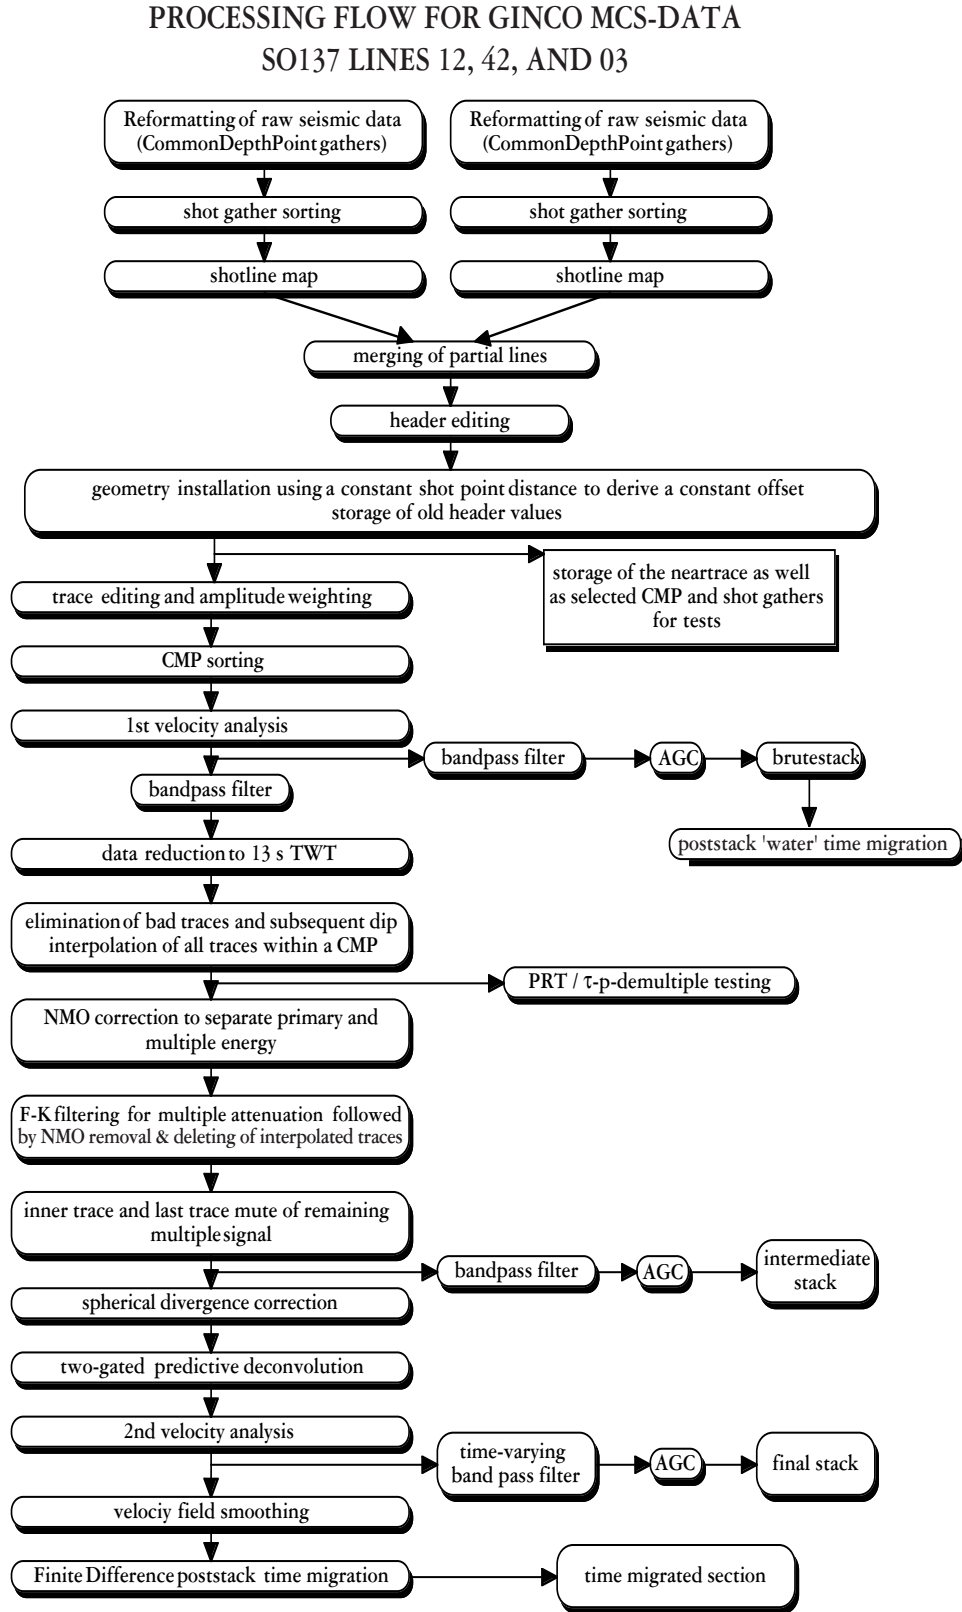 PROCESSING FLOW FOR GINCO MCS-DATA
SO137 LINES 12, 42, AND 03
Reformatting of raw seismic data
(CommonDepthPoint gathers)
Reformatting of raw seismic data
(CommonDepthPoint gathers)
shot gather sorting
shot gather sorting
shotline map
shotline map
merging of partial lines
header editing
geometry installation using a constant shot point distance to derive a constant offset
storage of old header values
storage of the neartrace as well
as selected CMP and shot gathers
for tests
trace editing and amplitude weighting
CMP sorting
1st velocity analysis
bandpass filter
AGC
brutestack
poststack 'water' time migration
bandpass filter
data reduction to 13 s TWT
elimination of bad traces and subsequent dip
interpolation of all traces within a CMP
PRT / τ-p-demultiple testing
NMO correction to separate primary and
multiple energy
F-K filtering for multiple attenuation followed
by NMO removal & deleting of interpolated traces
inner trace and last trace mute of remaining
multiple signal
bandpass filter
AGC
intermediate
stack
spherical divergence correction
two-gated predictive deconvolution
2nd velocity analysis
time-varying
band pass filter
AGC
final stack
velociy field smoothing
Finite Difference poststack time migration
time migrated section